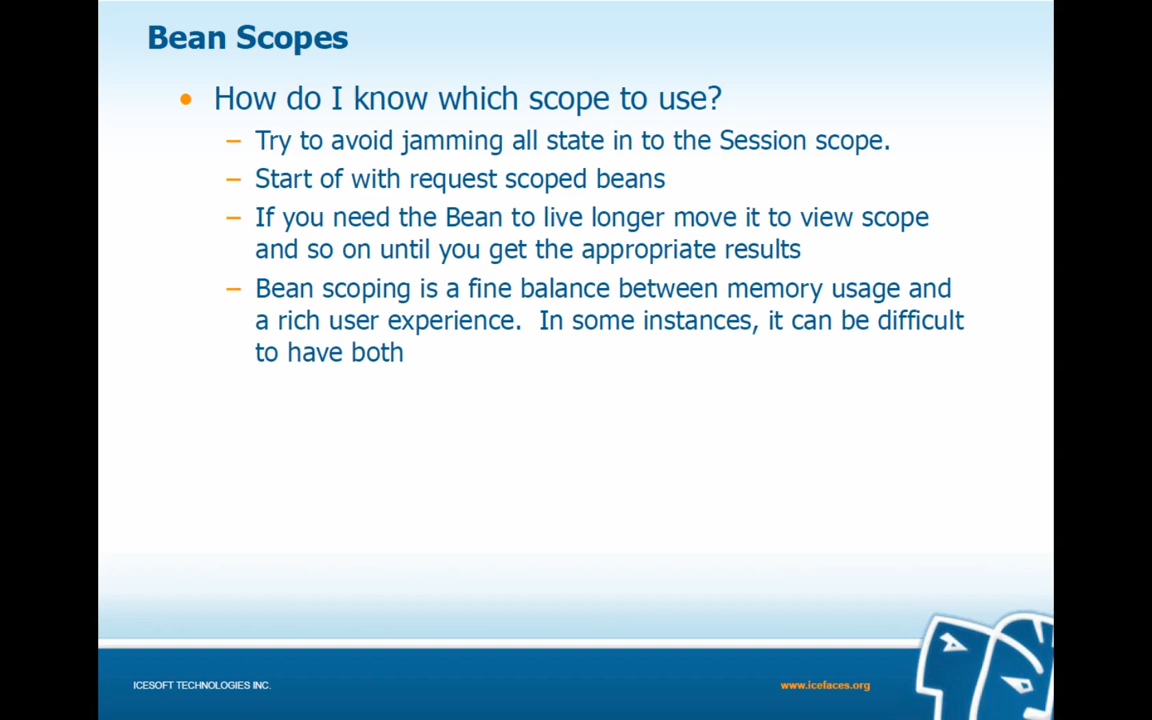 Bean Scopes
• How do I know which scope to use?
– Try to avoid jamming all state in to the Session scope.
– Start of with request scoped beans
– If you need the Bean to live longer move it to view scope
and so on until you get the appropriate results
– Bean scoping is a fine balance between memory usage and
a rich user experience.  In some instances, it can be difficult
to have both
ICESOFT TECHNOLOGIES INC.
www.icefaces.org